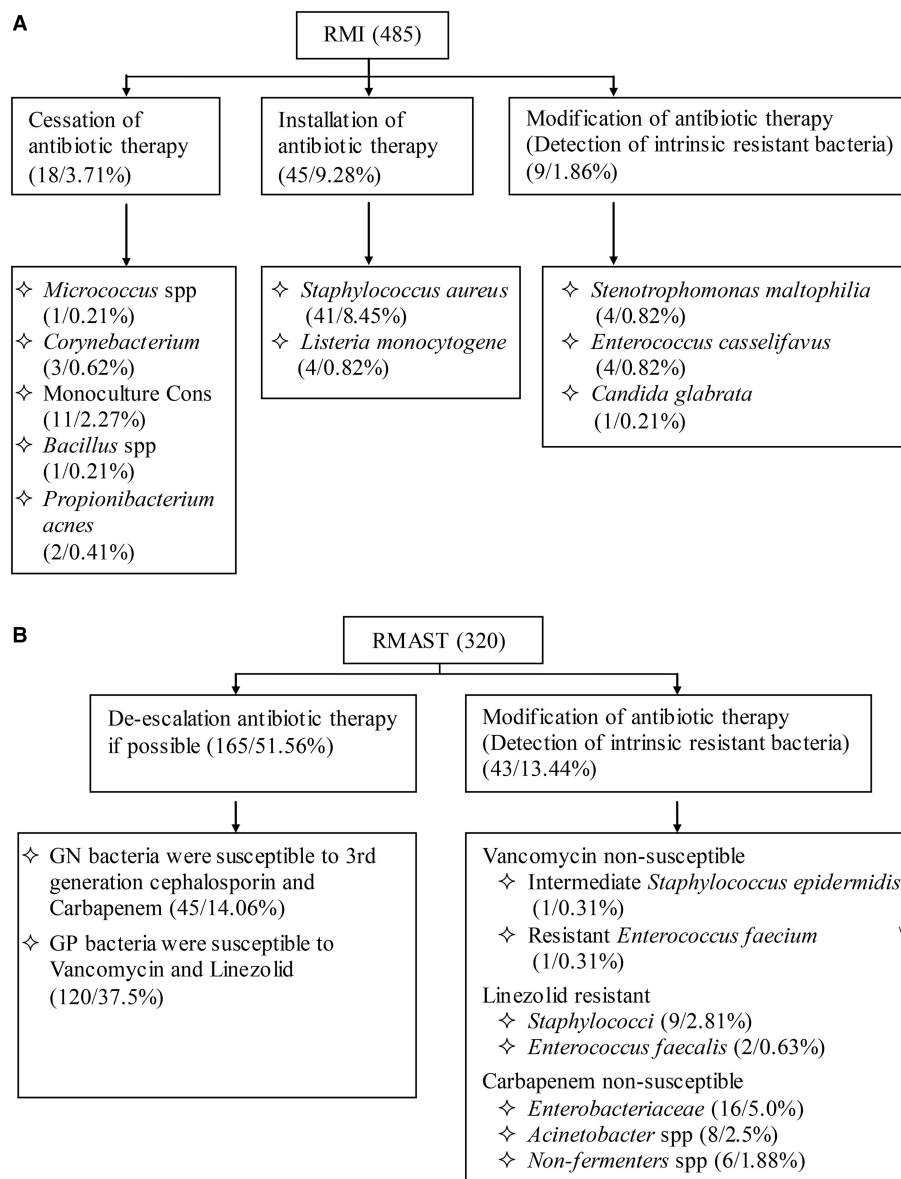 A
RMI (485)
Cessation of
antibiotic therapy
(18/3.71%)
Installation of
antibiotic therapy
(45/9.28%)
Modification of antibiotic therapy
(Detection of intrinsic resistant bacteria)
(9/1.86%)
✧ Micrococcus spp
(1/0.21%)
✧ Corynebacterium
(3/0.62%)
✧ Monoculture Cons
(11/2.27%)
✧ Bacillus spp
(1/0.21%)
✧ Propionibacterium
acnes
(2/0.41%)
✧ Staphylococcus aureus
(41/8.45%)
✧ Listeria monocytogene
(4/0.82%)
✧ Stenotrophomonas maltophilia
(4/0.82%)
✧ Enterococcus casselifavus
(4/0.82%)
✧ Candida glabrata
(1/0.21%)
B
RMAST (320)
De-escalation antibiotic therapy
if possible (165/51.56%)
Modification of antibiotic therapy
(Detection of intrinsic resistant bacteria)
(43/13.44%)
✧ GN bacteria were susceptible to 3rd
generation cephalosporin and
Carbapenem (45/14.06%)
✧ GP bacteria were susceptible to
Vancomycin and Linezolid
(120/37.5%)
Vancomycin non-susceptible
✧ Intermediate Staphylococcus epidermidis
(1/0.31%)
✧ Resistant Enterococcus faecium
(1/0.31%)
Linezolid resistant
✧ Staphylococci (9/2.81%)
✧ Enterococcus faecalis (2/0.63%)
Carbapenem non-susceptible
✧ Enterobacteriaceae (16/5.0%)
✧ Acinetobacter spp (8/2.5%)
✧ Non-fermenters spp (6/1.88%)